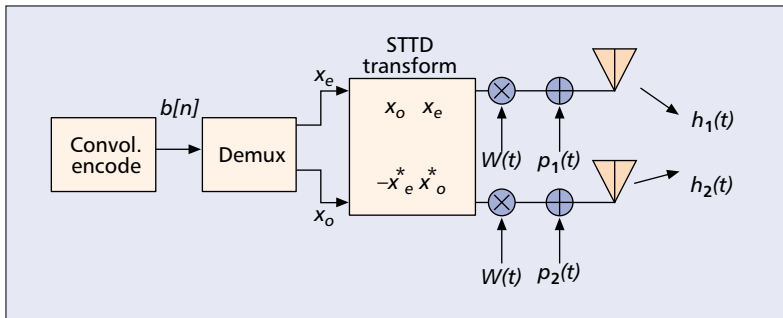 STTD
transform
x_e
b[n]
Convol.
encode
Demux
x_o
x_o x_e
-x*_e x*_o
W(t)
p_1(t)
h_1(t)
W(t)
p_2(t)
h_2(t)